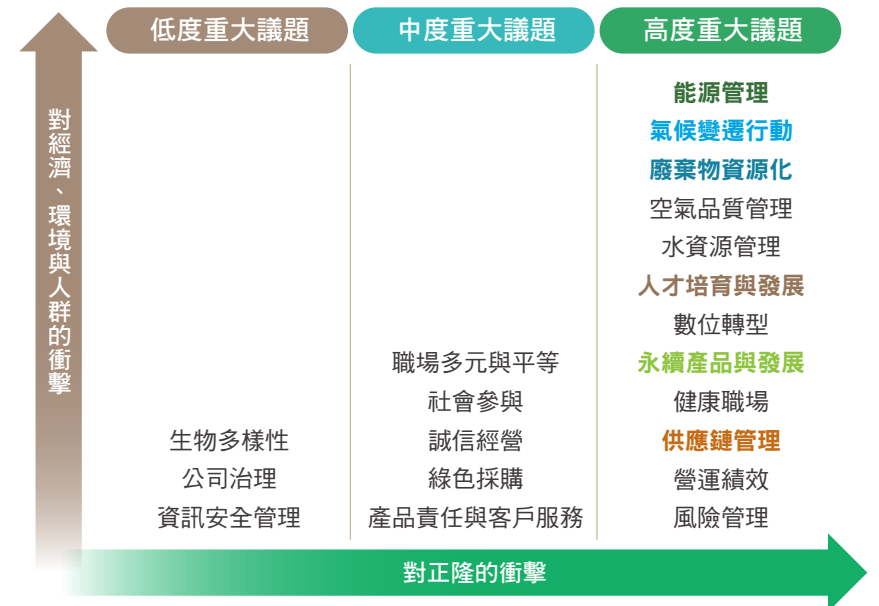 低度重大議題
中度重大議題
高度重大議題
對經濟、環境與人群的衝擊
生物多樣性
公司治理
資訊安全管理
職場多元與平等
社會參與
誠信經營
綠色採購
產品責任與客戶服務
能源管理
氣候變遷行動
廢棄物資源化
空氣品質管理
水資源管理
人才培育與發展
數位轉型
永續產品與發展
健康職場
供應鏈管理
營運績效
風險管理
對正隆的衝擊